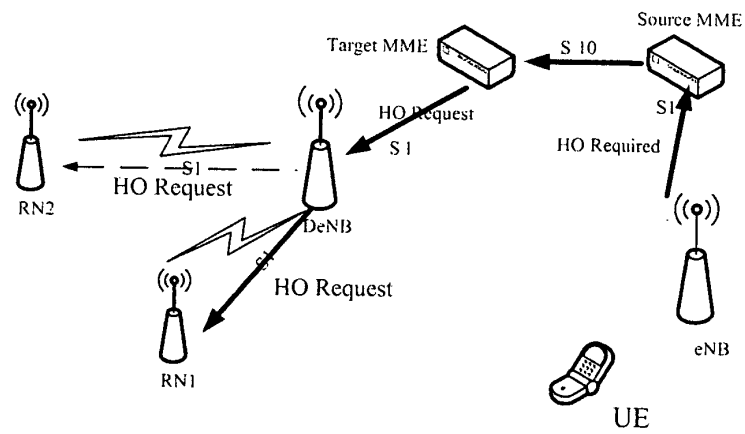 Source MME
Target MME
S 10
HO Request
S1
S1
HO Required
S1
HO Request
RN2
DeNB
S1
HO Request
RN1
eNB
UE